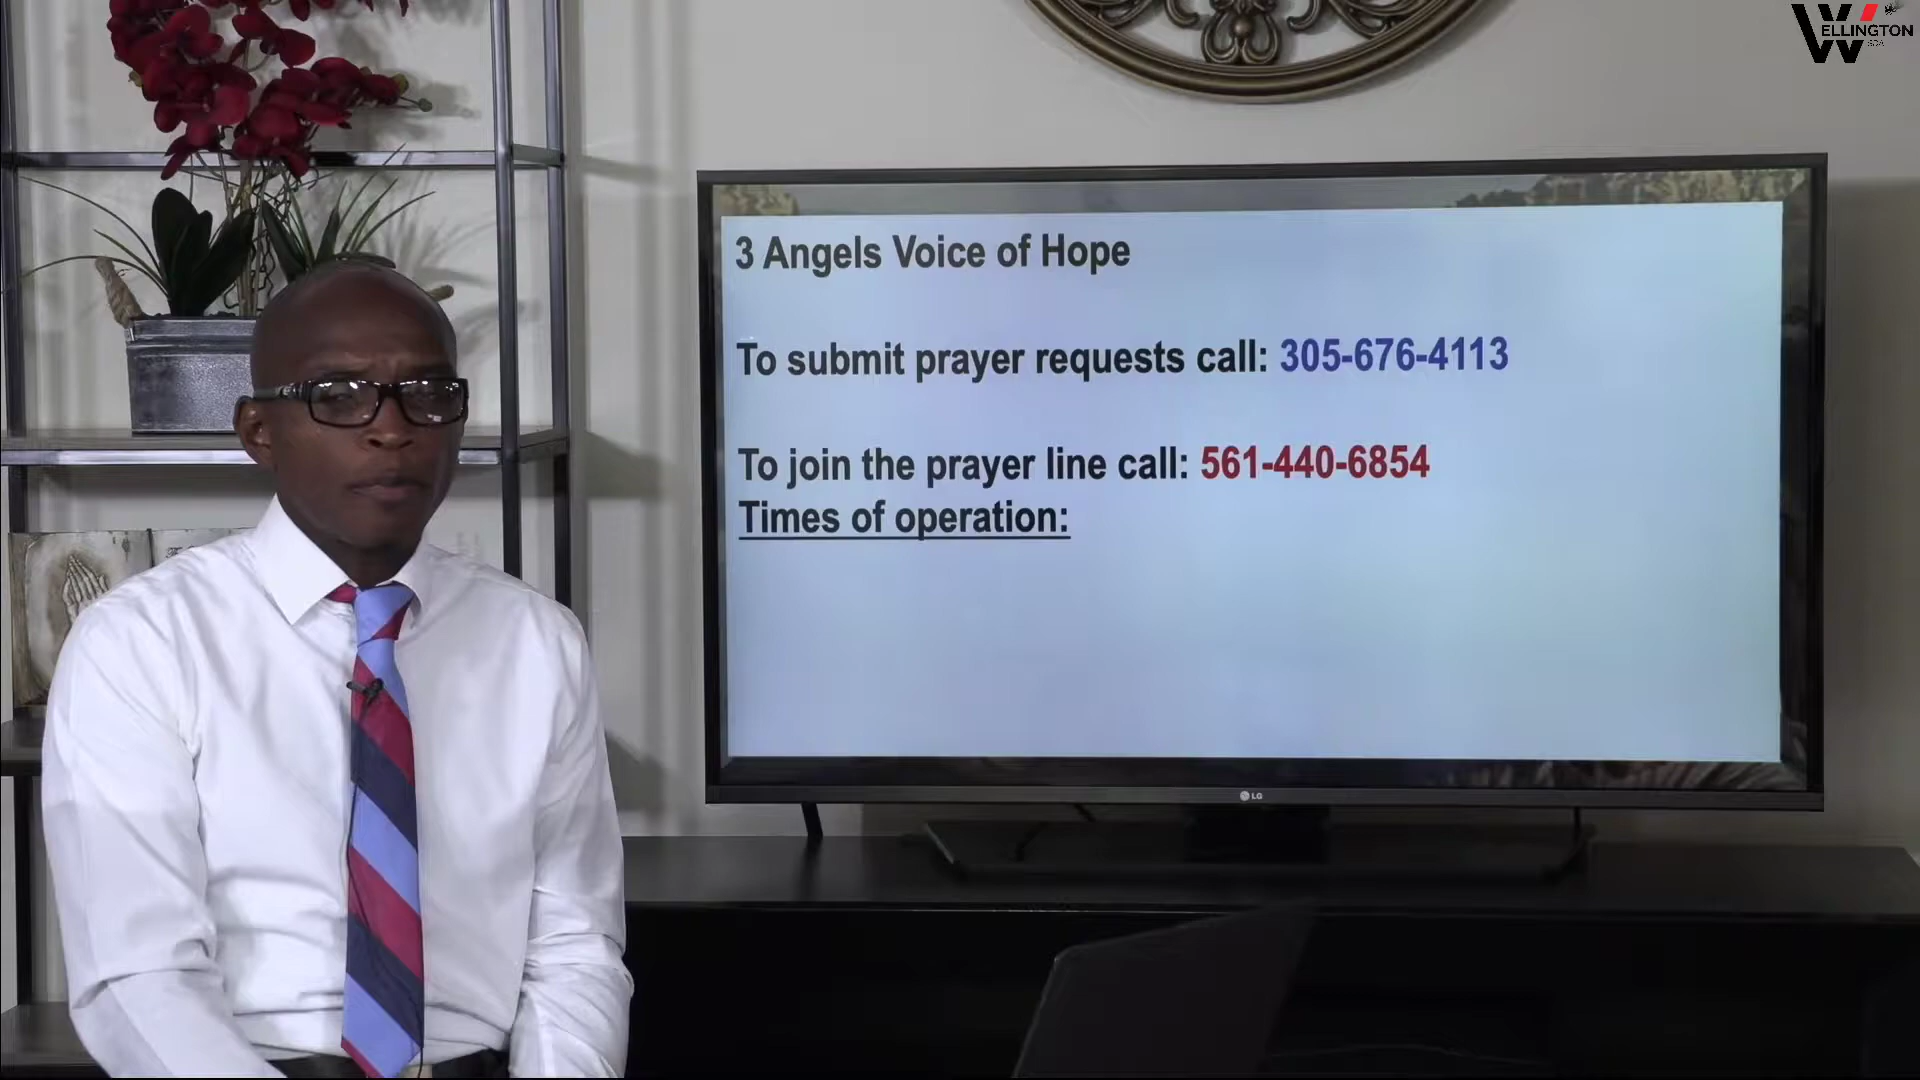 WELLINGTON
SDA
3 Angels Voice of Hope
To submit prayer requests call: 305-676-4113
To join the prayer line call: 561-440-6854
Times of operation:
LG